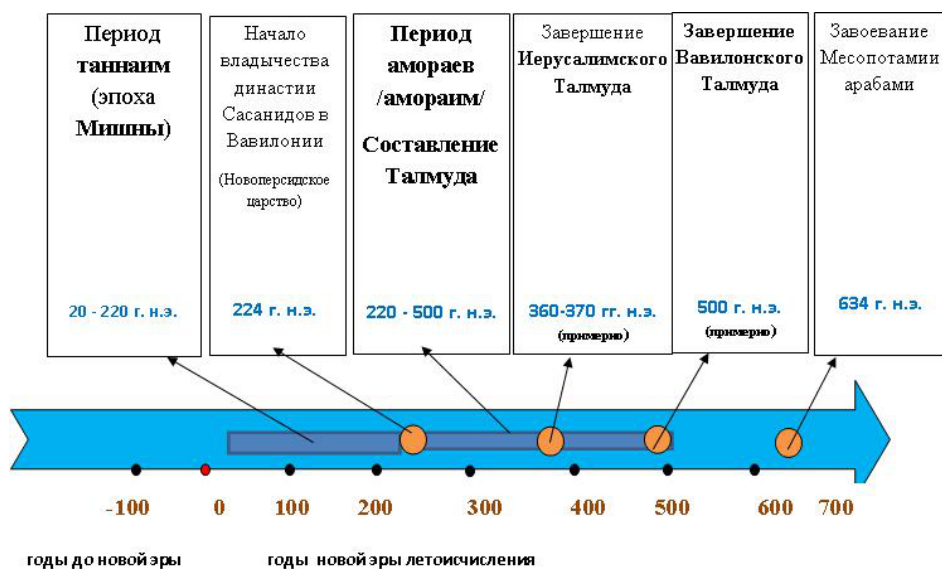 Период
таннаим
(эпоха
Мишны)
20 - 220 г. н.э.
Начало
владычества
династии
Сасанидов в
Вавилонии
(Новоперсидское
царство)
224 г. н.э.
Период
амораев
/амораим/
Составление
Талмуда
220 - 500 г. н.э.
Завершение
Иерусалимского
Талмуда
360-370 гг. н.э.
(примерно)
Завершение
Вавилонского
Талмуда
500 г. н.э.
(примерно)
Завоевание
Месопотамии
арабами
634 г. н.э.
-100 0 100 200 300 400 500 600 700
годы до новой эры годы новой эры летоисчисления